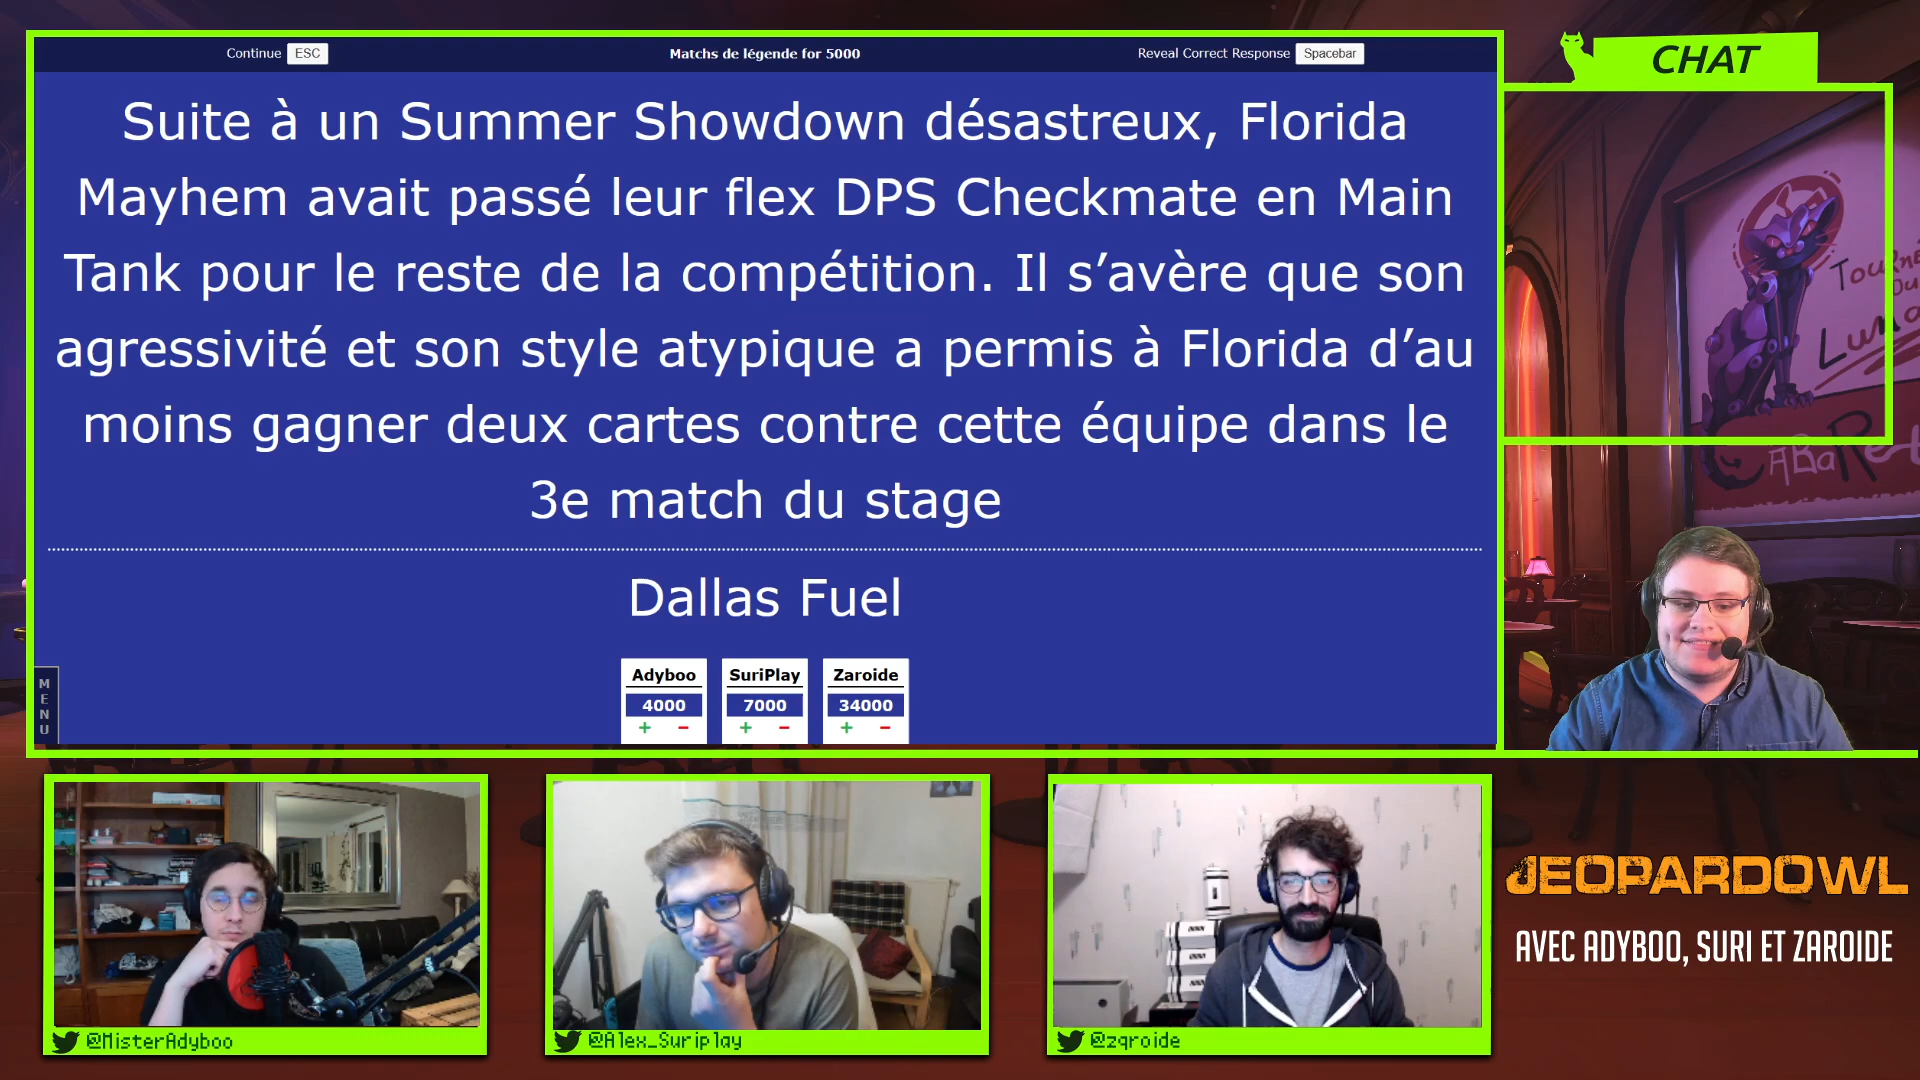 Continue ESC
Matchs de légende for 5000
Reveal Correct Response Spacebar
CHAT
Suite à un Summer Showdown désastreux, Florida
Mayhem avait passé leur flex DPS Checkmate en Main
Tank pour le reste de la compétition. Il s’avère que son
agressivité et son style atypique a permis à Florida d’au
moins gagner deux cartes contre cette équipe dans le
3e match du stage
Dallas Fuel
MENU
Adyboo
4000
+ −
SuriPlay
7000
+ −
Zaroide
34000
+ −
CABaRet
JEOPARDOWL
AVEC ADYBOO, SURI ET ZAROIDE
@MisterAdyboo
@Alex_Suriplay
@zqroide